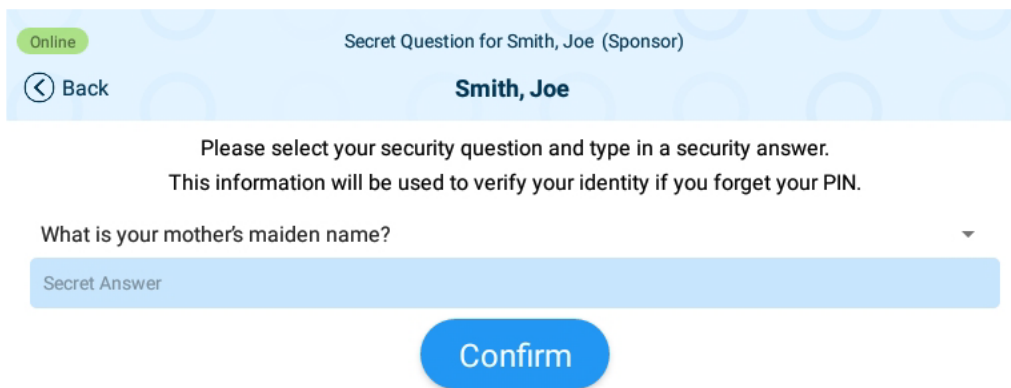 Online
Secret Question for Smith, Joe (Sponsor)
Back
Smith, Joe
Please select your security question and type in a security answer.
This information will be used to verify your identity if you forget your PIN.
What is your mother's maiden name?
Secret Answer
Confirm